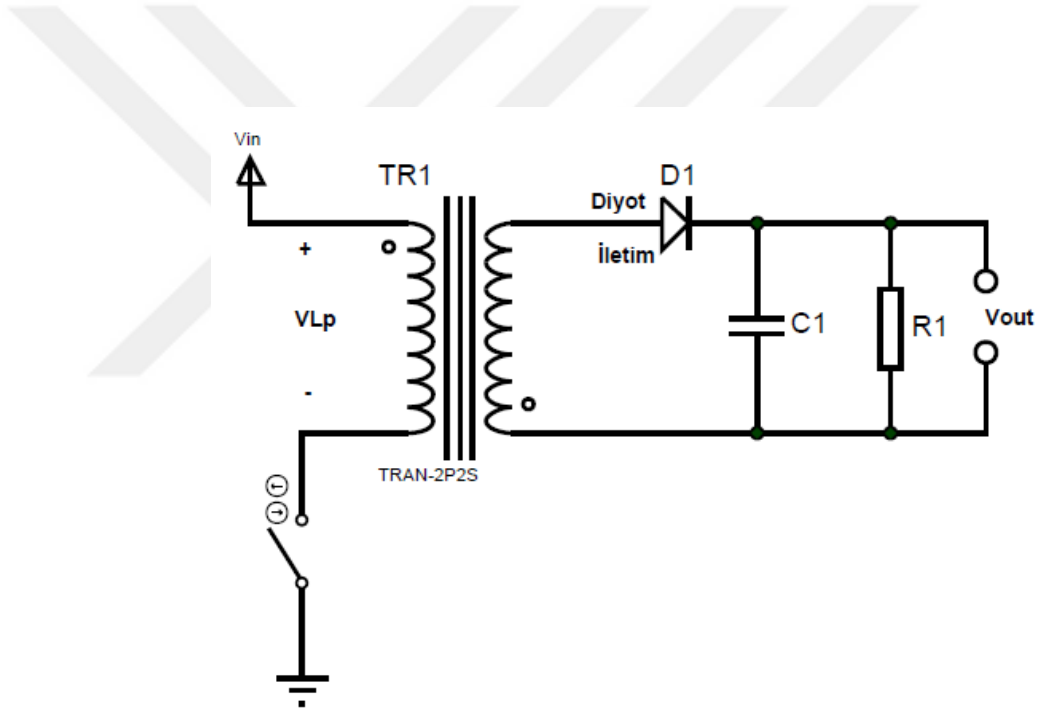 Vin
TR1
D1
Diyot
İletim
+
VLp
-
C1
R1
Vout
TRAN-2P2S